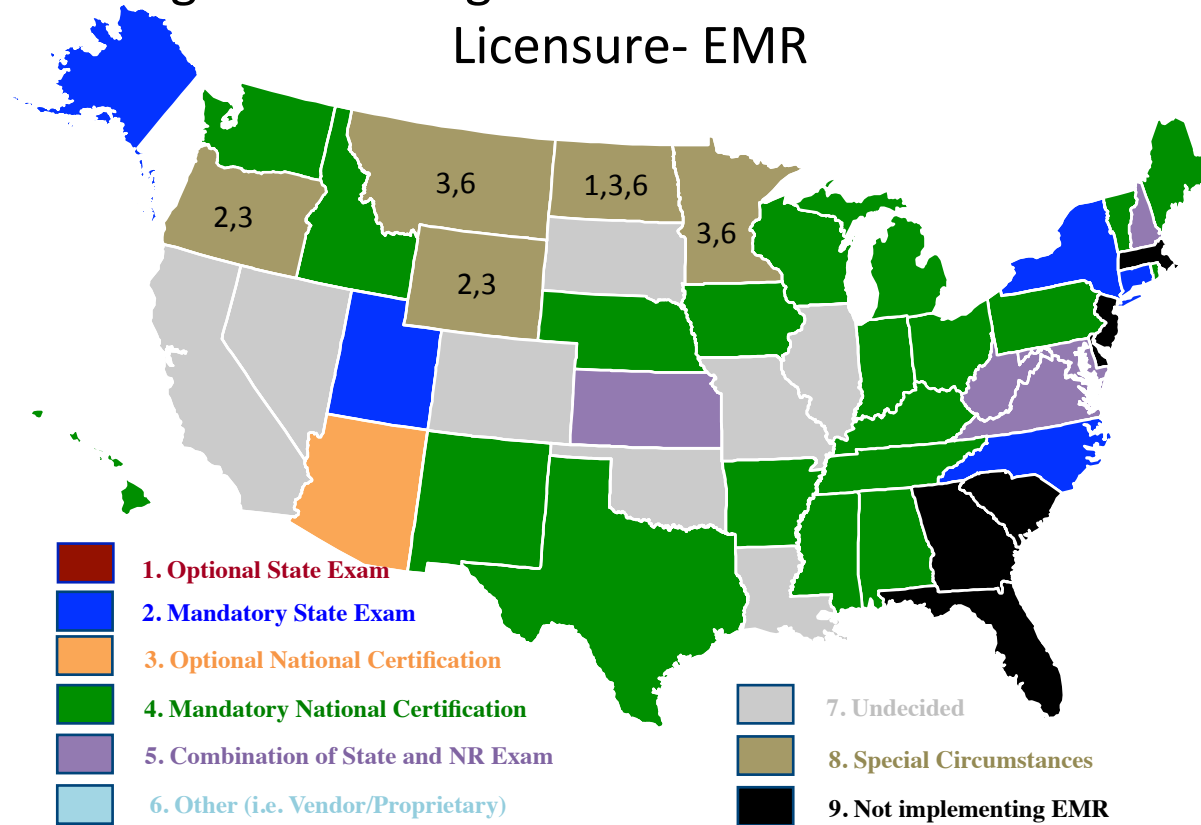 Licensure- EMR
3,6
1,3,6
2,3
3,6
2,3
1. Optional State Exam
2. Mandatory State Exam
3. Optional National Certification
4. Mandatory National Certification
5. Combination of State and NR Exam
6. Other (i.e. Vendor/Proprietary)
7. Undecided
8. Special Circumstances
9. Not implementing EMR